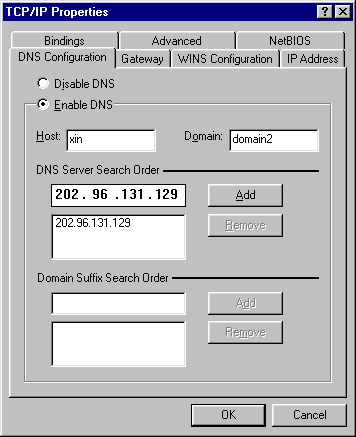 TCP/IP Properties
Bindings Advanced NetBIOS
DNS Configuration Gateway WINS Configuration IP Address
Disable DNS
Enable DNS
Host: xin Domain: domain2
DNS Server Search Order
202. 96 .131.129 Add
202.96.131.129 Remove
Domain Suffix Search Order
Add
Remove
OK Cancel